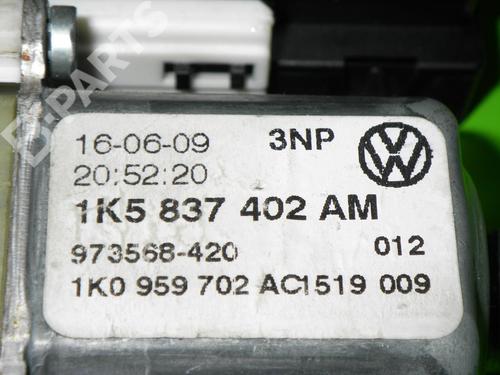 B-PARTS
16-06-09 3NP
20:52:20
1K5 837 402 AM
973568-420 012
1K0 959 702 AC1519 009